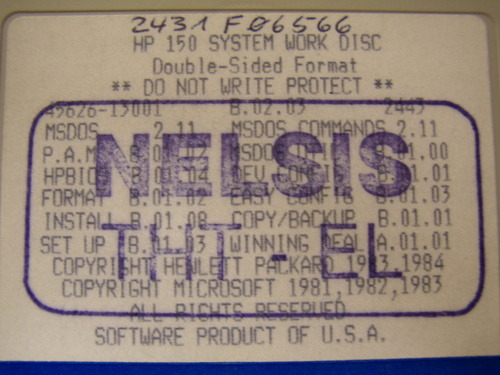 2431 F06566
HP 150 SYSTEM WORK DISC
Double-Sided Format
** DO NOT WRITE PROTECT **
45626-13001 B.02.03 2443
MSDOS 2.11 MSDOS COMMANDS 2.11
P.A.M. B.01.02 MSDOS B.01.00
HPBIOS B.01.04 DEV CONFIG B.01.01
FORMAT B.01.02 EASY CONFIG B.01.03
INSTALL B.01.08 COPY/BACKUP B.01.01
SET UP B.01.03 WINNING DEAL A.01.01
COPYRIGHT HEWLETT PACKARD 1983,1984
COPYRIGHT MICROSOFT 1981,1982,1983
ALL RIGHTS RESERVED
SOFTWARE PRODUCT OF U.S.A.
NELSIS
THT-EL